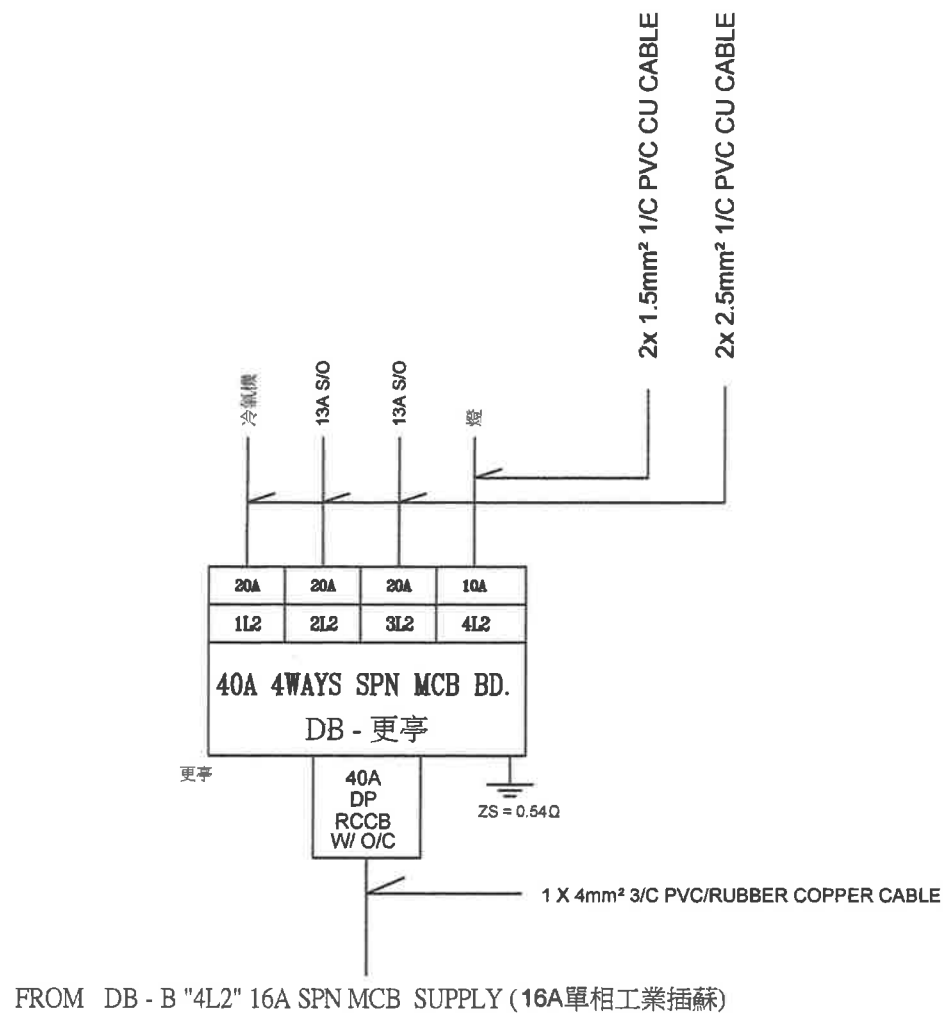 2x 1.5mm² 1/C PVC CU CABLE
2x 2.5mm² 1/C PVC CU CABLE
冷氣機
13A S/O
13A S/O
燈
20A 20A 20A 10A
1L2 2L2 3L2 4L2
40A 4WAYS SPN MCB BD.
DB - 更亭
更亭
40A
DP
RCCB
W/ O/C
ZS = 0.54Ω
1 X 4mm² 3/C PVC/RUBBER COPPER CABLE
FROM DB - B "4L2" 16A SPN MCB SUPPLY (16A單相工業插蘇)